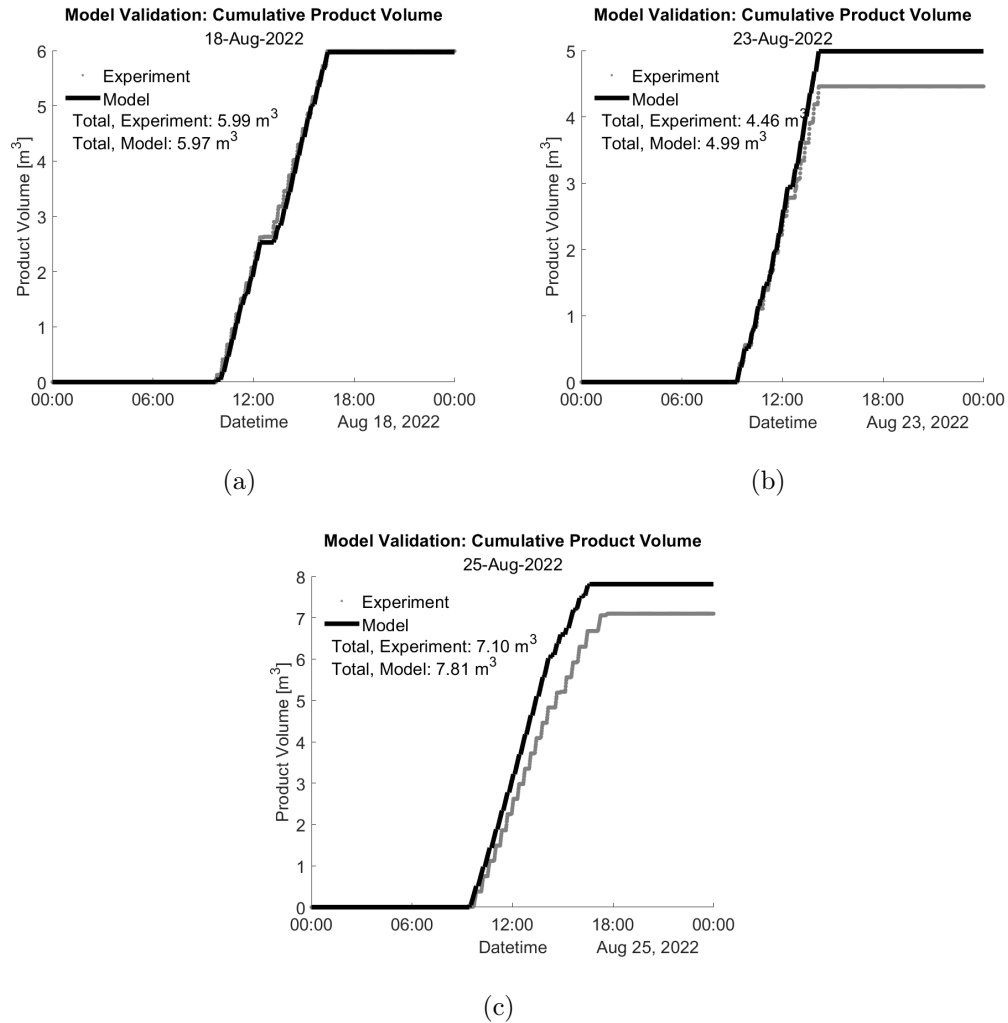 Model Validation: Cumulative Product Volume
18-Aug-2022
Experiment
Model
Total, Experiment: 5.99 m³
Total, Model: 5.97 m³
Product Volume [m³]
6
5
4
3
2
1
0
00:00 06:00 12:00 18:00 00:00
Datetime Aug 18, 2022
(a)
Model Validation: Cumulative Product Volume
23-Aug-2022
Experiment
Model
Total, Experiment: 4.46 m³
Total, Model: 4.99 m³
Product Volume [m³]
5
4
3
2
1
0
00:00 06:00 12:00 18:00 00:00
Datetime Aug 23, 2022
(b)
Model Validation: Cumulative Product Volume
25-Aug-2022
Experiment
Model
Total, Experiment: 7.10 m³
Total, Model: 7.81 m³
Product Volume [m³]
8
7
6
5
4
3
2
1
0
00:00 06:00 12:00 18:00 00:00
Datetime Aug 25, 2022
(c)